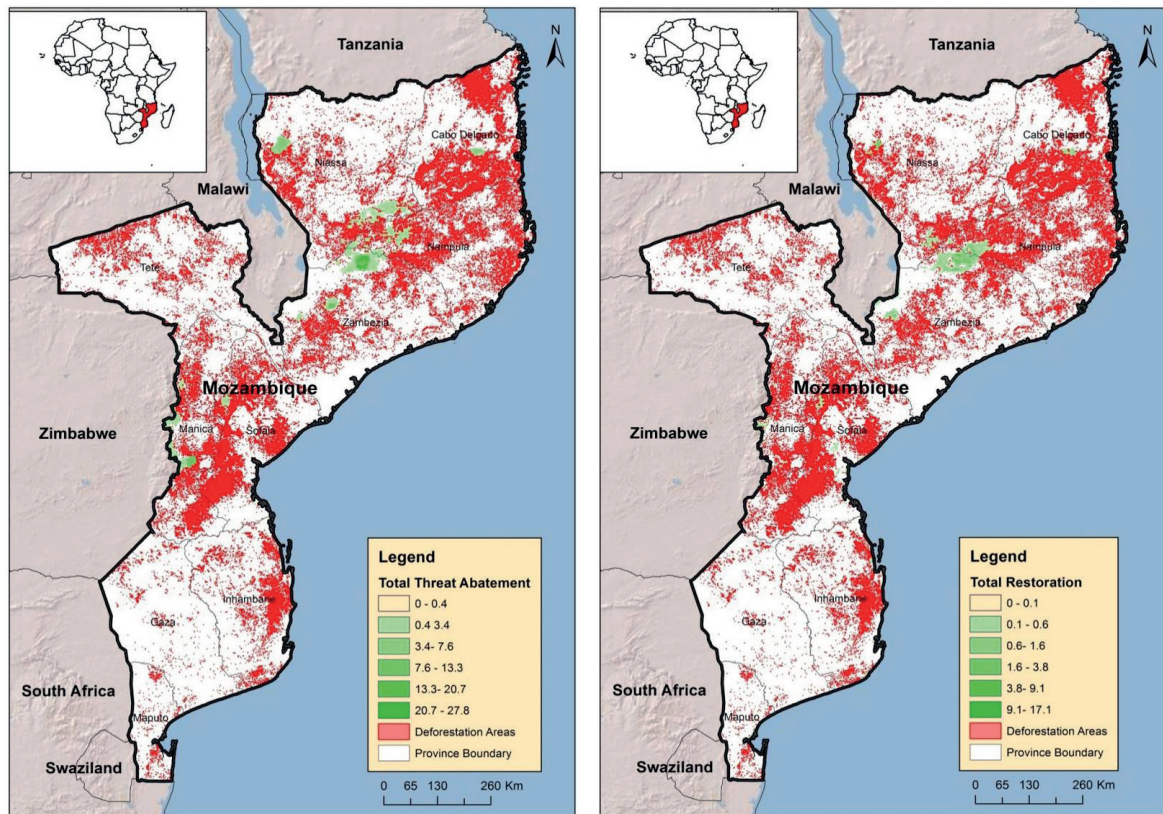 Tanzania
N
Cabo Delgado
Niassa
Malawi
Nampula
Tete
Zambezia
Mozambique
Manica
Sofala
Zimbabwe
Inhambane
Gaza
South Africa
Maputo
Swaziland
Legend
Total Threat Abatement
0 - 0.4
0.4 3.4
3.4- 7.6
7.6 - 13.3
13.3- 20.7
20.7 - 27.8
Deforestation Areas
Province Boundary
0 65 130 260 Km
Tanzania
N
Cabo Delgado
Niassa
Malawi
Nampula
Tete
Zambezia
Mozambique
Manica
Sofala
Zimbabwe
Inhambane
Gaza
South Africa
Maputo
Swaziland
Legend
Total Restoration
0 - 0.1
0.1 - 0.6
0.6- 1.6
1.6 - 3.8
3.8- 9.1
9.1- 17.1
Deforestation Areas
Province Boundary
0 65 130 260 Km